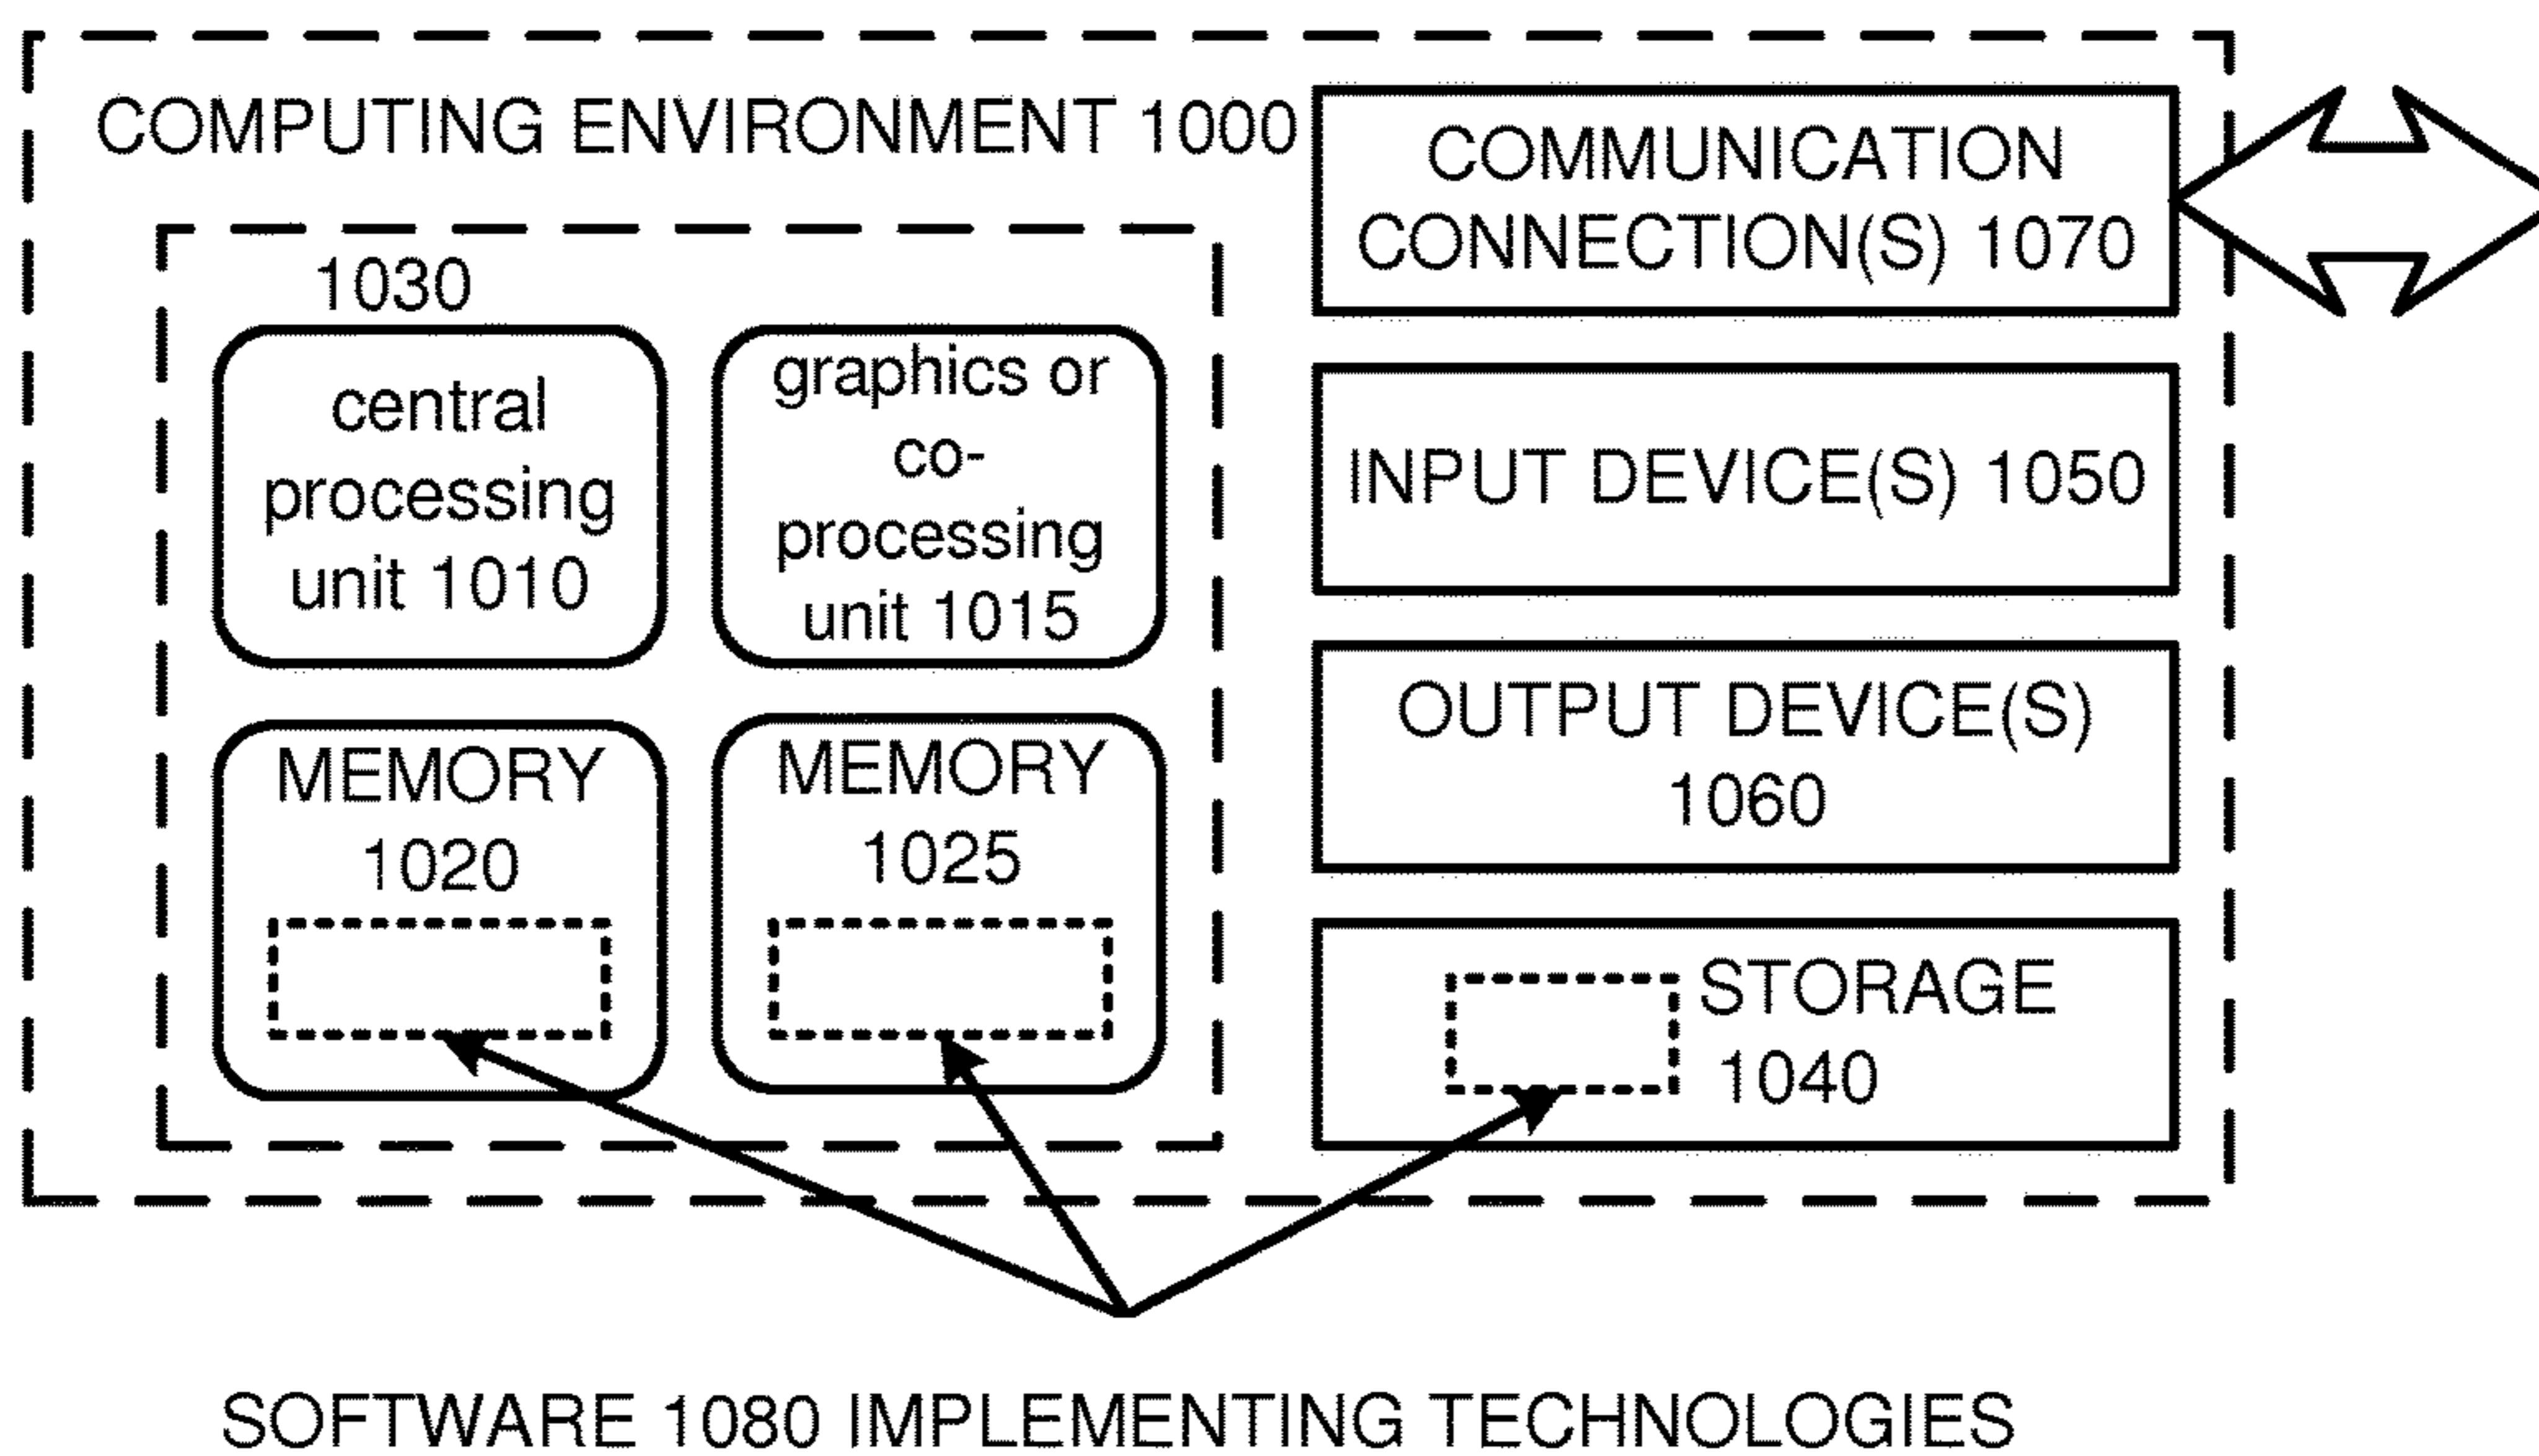 COMPUTING ENVIRONMENT 1000
1030
central
processing
unit 1010
graphics or
co-
processing
unit 1015
MEMORY
1020
MEMORY
1025
COMMUNICATION
CONNECTION(S) 1070
INPUT DEVICE(S) 1050
OUTPUT DEVICE(S)
1060
STORAGE
1040
SOFTWARE 1080 IMPLEMENTING TECHNOLOGIES